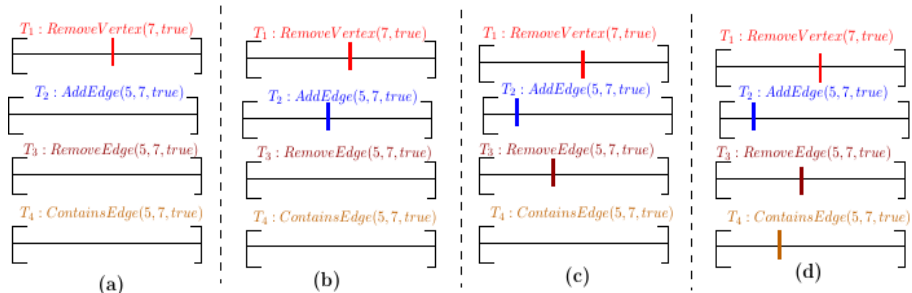 T₁ : RemoveVertex(7, true)
T₂ : AddEdge(5, 7, true)
T₃ : RemoveEdge(5, 7, true)
T₄ : ContainsEdge(5, 7, true)
(a)
T₁ : RemoveVertex(7, true)
T₂ : AddEdge(5, 7, true)
T₃ : RemoveEdge(5, 7, true)
T₄ : ContainsEdge(5, 7, true)
(b)
T₁ : RemoveVertex(7, true)
T₂ : AddEdge(5, 7, true)
T₃ : RemoveEdge(5, 7, true)
T₄ : ContainsEdge(5, 7, true)
(c)
T₁ : RemoveVertex(7, true)
T₂ : AddEdge(5, 7, true)
T₃ : RemoveEdge(5, 7, true)
T₄ : ContainsEdge(5, 7, true)
(d)